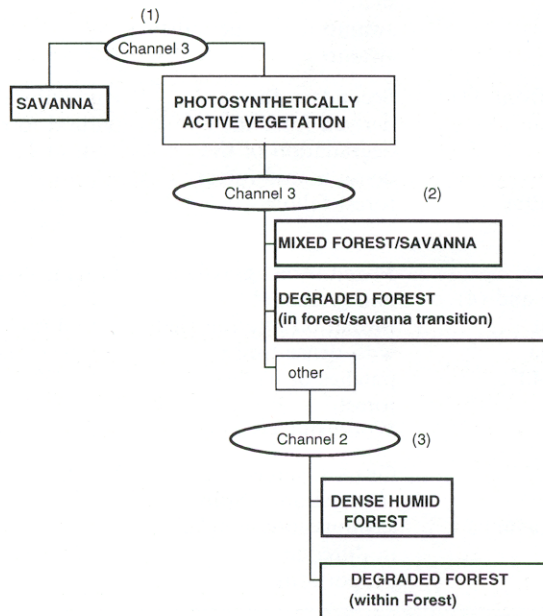 (1)
Channel 3
SAVANNA
PHOTOSYNTHETICALLY
ACTIVE VEGETATION
Channel 3
(2)
MIXED FOREST/SAVANNA
DEGRADED FOREST
(in forest/savanna transition)
other
Channel 2
(3)
DENSE HUMID
FOREST
DEGRADED FOREST
(within Forest)